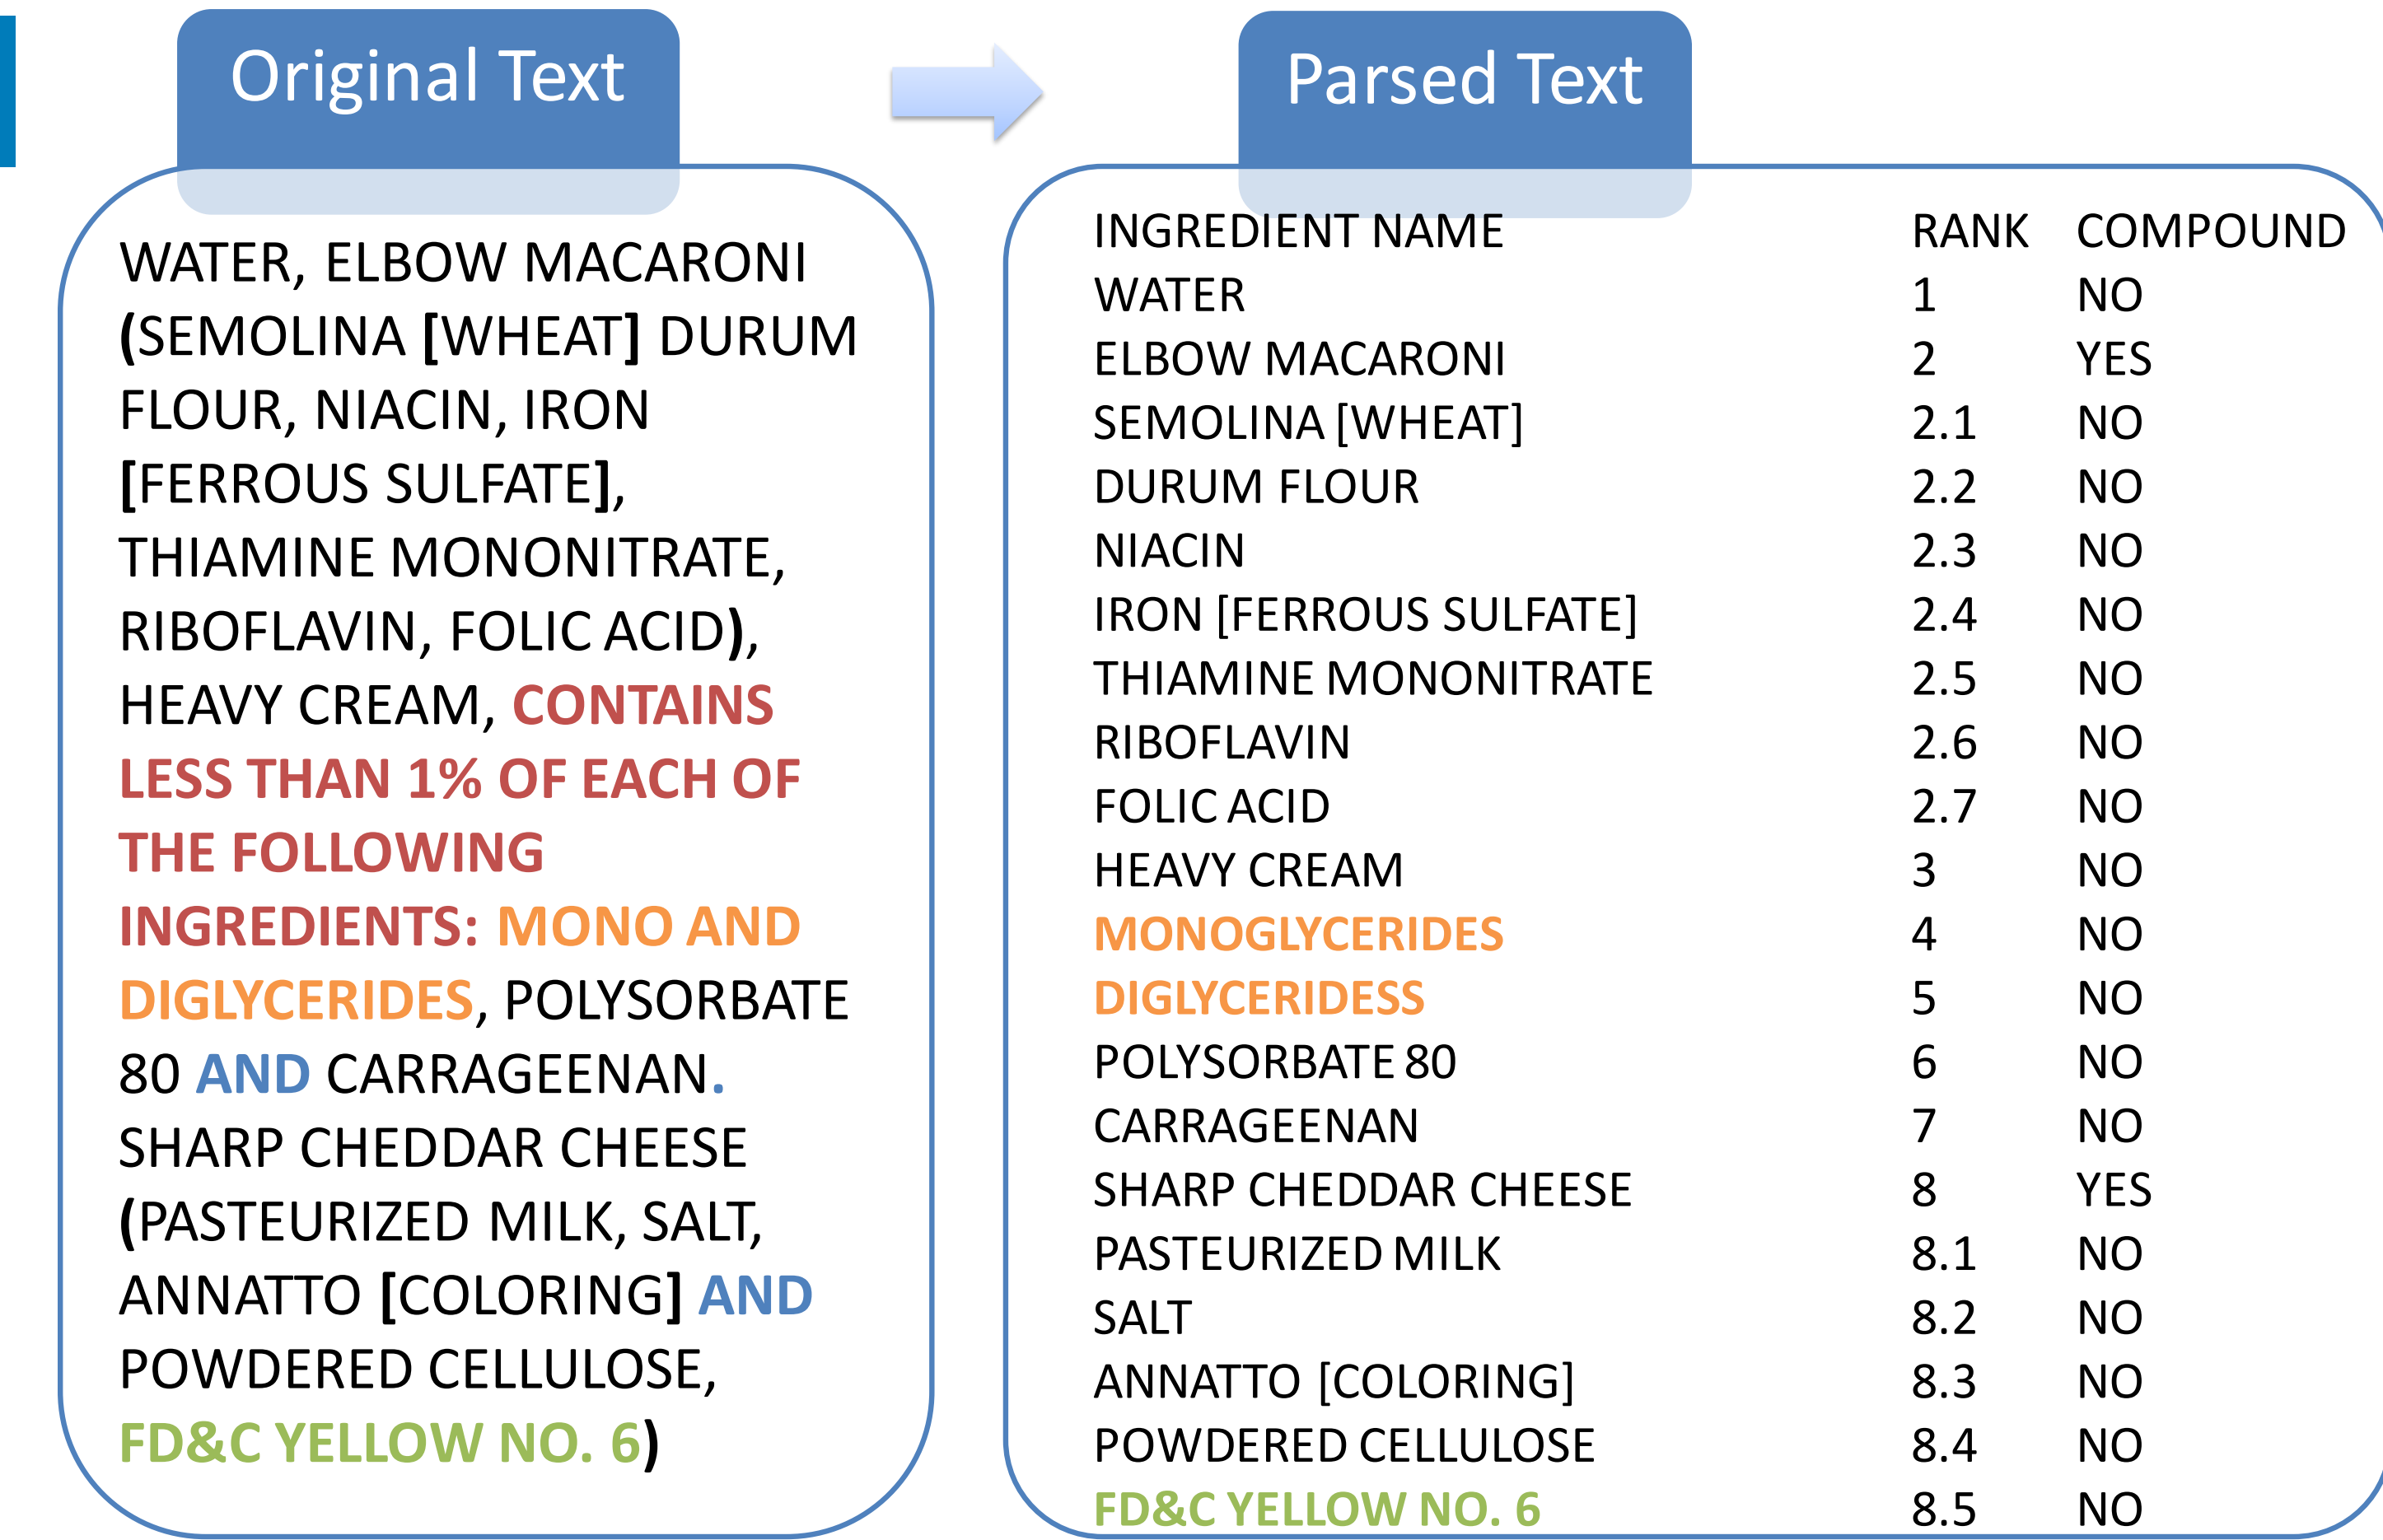 Original Text
WATER, ELBOW MACARONI
(SEMOLINA [WHEAT] DURUM
FLOUR, NIACIN, IRON
[FERROUS SULFATE],
THIAMINE MONONITRATE,
RIBOFLAVIN, FOLIC ACID),
HEAVY CREAM, CONTAINS
LESS THAN 1% OF EACH OF
THE FOLLOWING
INGREDIENTS: MONO AND
DIGLYCERIDES, POLYSORBATE
80 AND CARRAGEENAN.
SHARP CHEDDAR CHEESE
(PASTEURIZED MILK, SALT,
ANNATTO [COLORING] AND
POWDERED CELLULOSE,
FD&C YELLOW NO. 6)
Parsed Text
INGREDIENT NAME RANK COMPOUND
WATER 1 NO
ELBOW MACARONI 2 YES
SEMOLINA [WHEAT] 2.1 NO
DURUM FLOUR 2.2 NO
NIACIN 2.3 NO
IRON [FERROUS SULFATE] 2.4 NO
THIAMINE MONONITRATE 2.5 NO
RIBOFLAVIN 2.6 NO
FOLIC ACID 2.7 NO
HEAVY CREAM 3 NO
MONOGLYCERIDES 4 NO
DIGLYCERIDESS 5 NO
POLYSORBATE 80 6 NO
CARRAGEENAN 7 NO
SHARP CHEDDAR CHEESE 8 YES
PASTEURIZED MILK 8.1 NO
SALT 8.2 NO
ANNATTO [COLORING] 8.3 NO
POWDERED CELLULOSE 8.4 NO
FD&C YELLOW NO. 6 8.5 NO